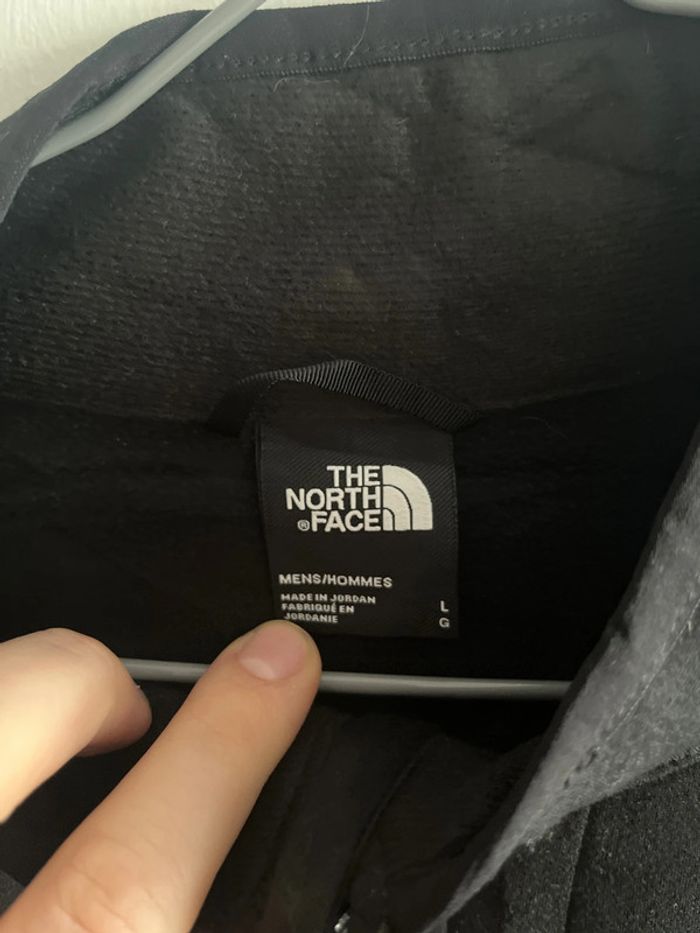 THE
NORTH
® FACE
MENS/HOMMES
MADE IN JORDAN
FABRIQUÉ EN
JORDANIE
L
G